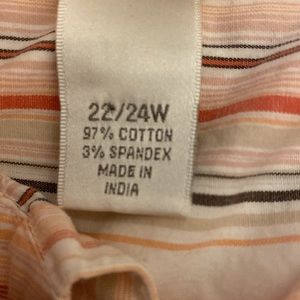 22/24W
97% COTTON
3% SPANDEX
MADE IN
INDIA